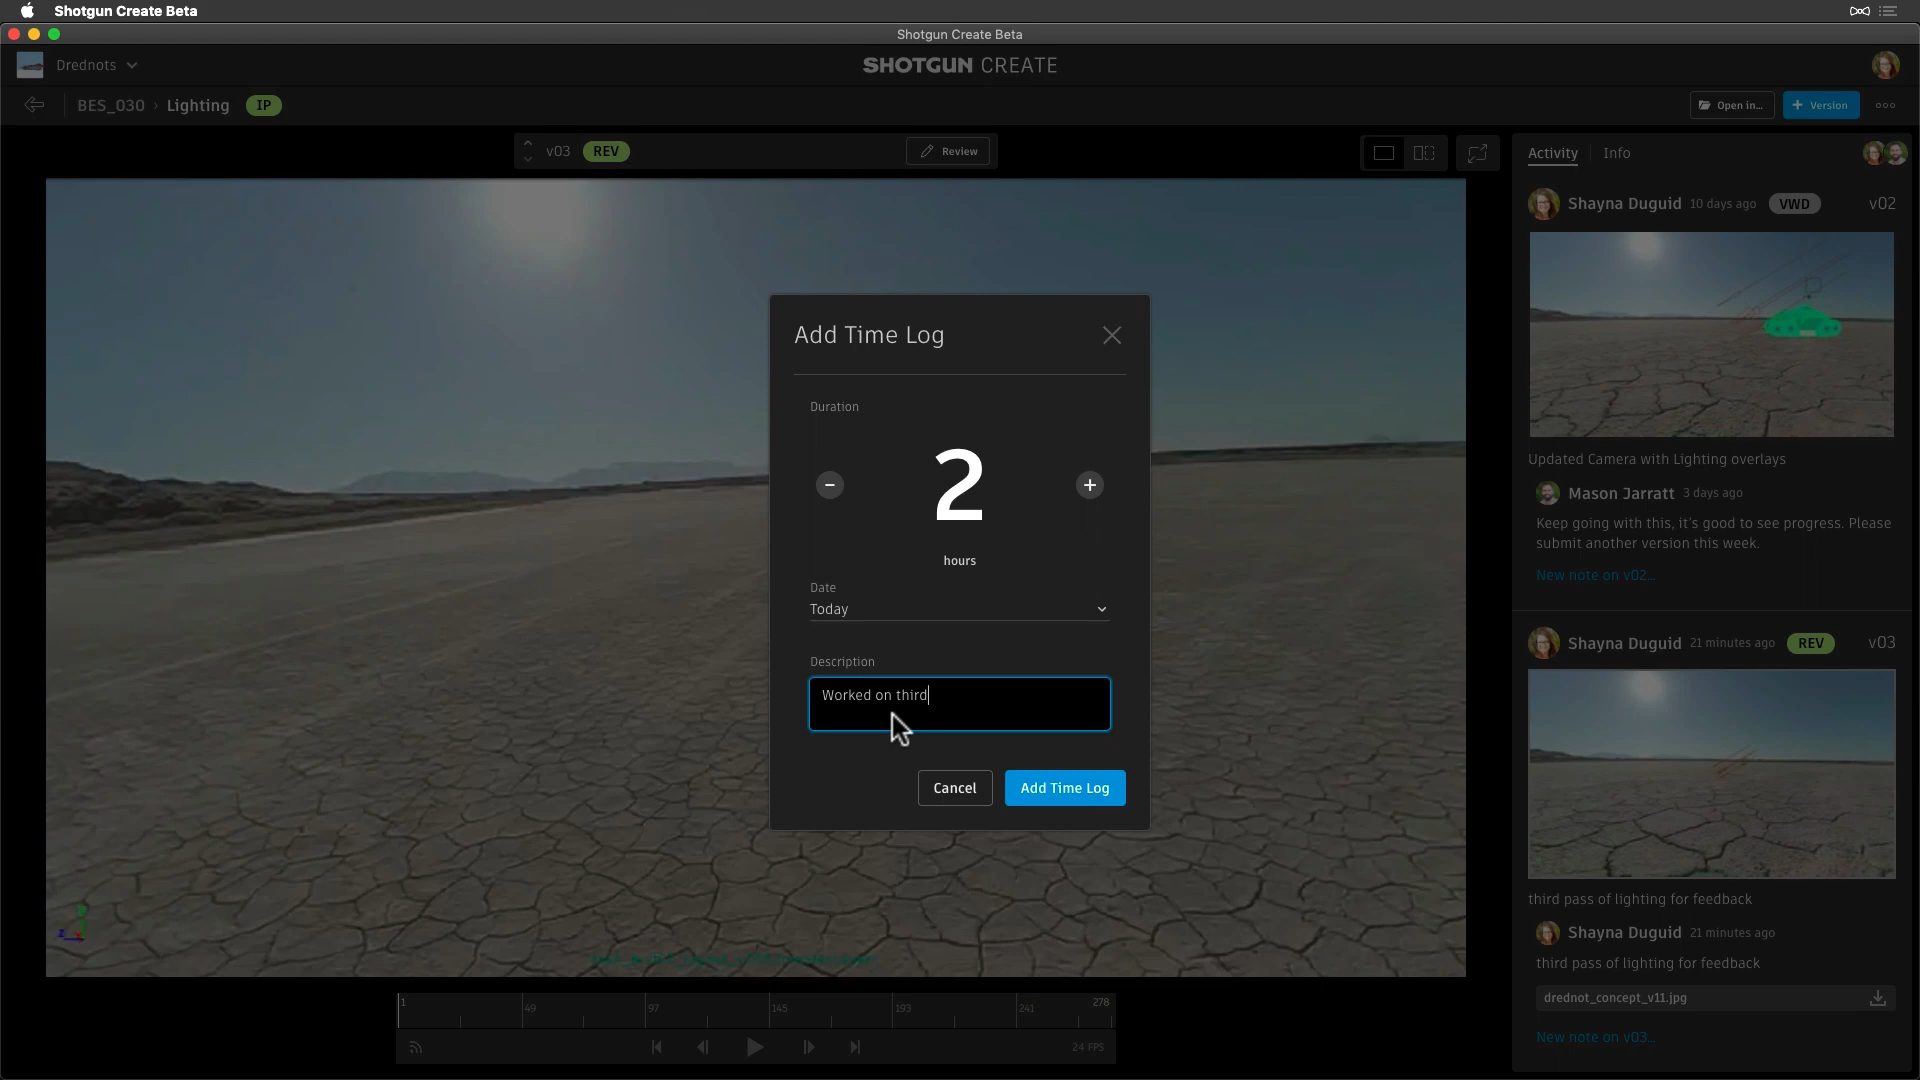 Shotgun Create Beta
Shotgun Create Beta
Drednots
SHOTGUN CREATE
BES_030 › Lighting IP
Open in...
+ Version
v03 REV
Review
Activity Info
Shayna Duguid 10 days ago VWD v02
Updated Camera with Lighting overlays
Mason Jarratt 3 days ago
Keep going with this, it's good to see progress. Please
submit another version this week.
New note on v02...
Shayna Duguid 21 minutes ago REV v03
third pass of lighting for feedback
Shayna Duguid 21 minutes ago
third pass of lighting for feedback
drednot_concept_v11.jpg
New note on v03...
Add Time Log
Duration
2
hours
Date
Today
Description
Worked on third
Cancel
Add Time Log
1 49 97 145 193 241 278
24 FPS